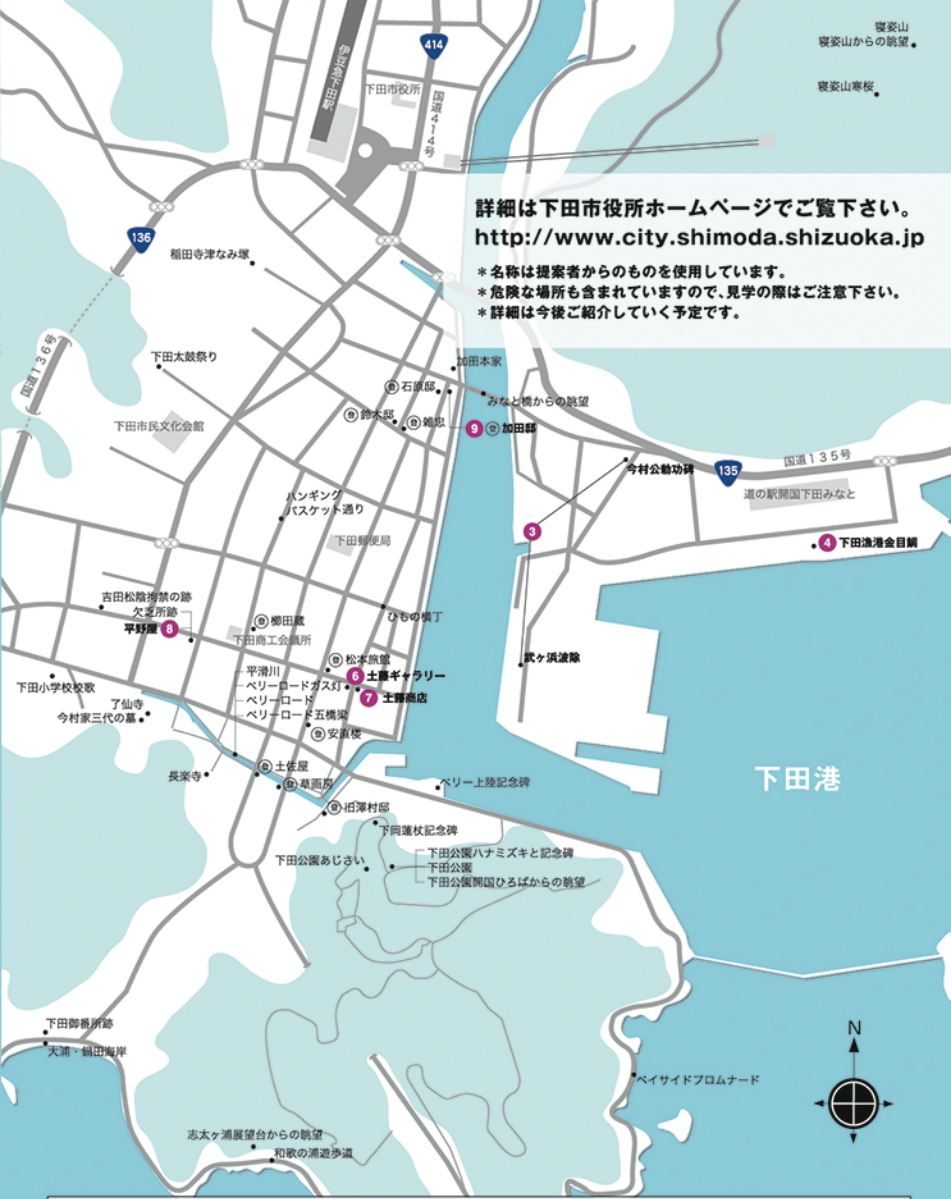 寝姿山
寝姿山からの眺望
寝姿山寒桜
414
伊豆急下田駅
下田市役所
国道414号
詳細は下田市役所ホームページでご覧下さい。
http://www.city.shimoda.shizuoka.jp
＊名称は提案者からのものを使用しています。
＊危険な場所も含まれていますので、見学の際はご注意下さい。
＊詳細は今後ご紹介していく予定です。
136
稲田寺津なみ塚
国道136号
下田太鼓祭り
加田本家
登 石原邸
みなと橋からの眺望
登 鈴木邸
登 雑忠
9 登 加田邸
下田市民文化会館
今村公勳功碑
135
国道135号
道の駅開国下田みなと
ハンギング
バスケット通り
3
下田郵便局
4 下田漁港金目鯛
吉田松陰拘禁の跡
欠乏所跡
平野屋 8
登 櫛田蔵
下田商工会議所
ひもの横丁
登 松本旅館
武ヶ浜波除
平滑川
6 土藤ギャラリー
ペリーロードガス灯
7 土藤商店
ペリーロード
ペリーロード五橋梁
登 安直楼
下田小学校校歌
了仙寺
今村家三代の墓
長楽寺
登 土佐屋
登 草画房
ペリー上陸記念碑
下田港
登 旧澤村邸
下岡蓮杖記念碑
下田公園ハナミズキと記念碑
下田公園あじさい
下田公園
下田公園開国ひろばからの眺望
下田御番所跡
大浦・鍋田海岸
N
ベイサイドプロムナード
志太ヶ浦展望台からの眺望
和歌の浦遊歩道